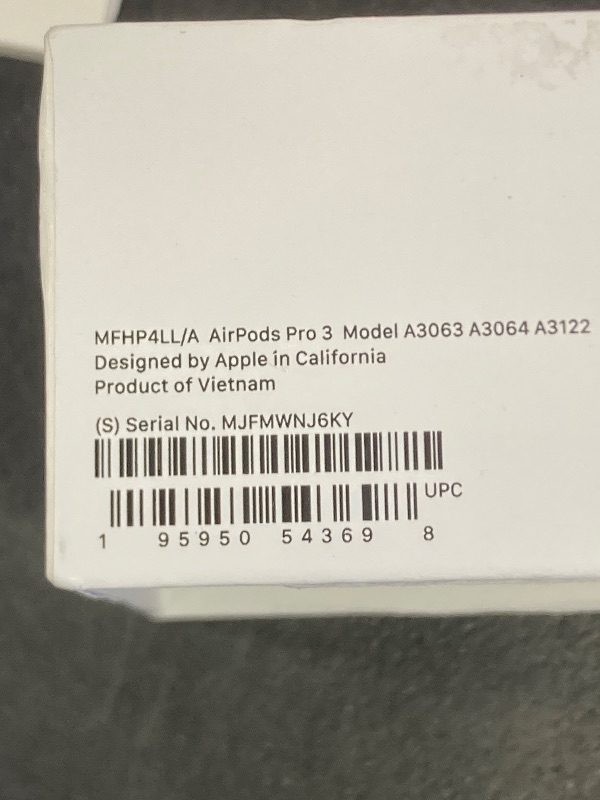 MFHP4LL/A AirPods Pro 3 Model A3063 A3064 A3122
Designed by Apple in California
Product of Vietnam
(S) Serial No. MJFMWNJ6KY
UPC
1 95950 54369 8